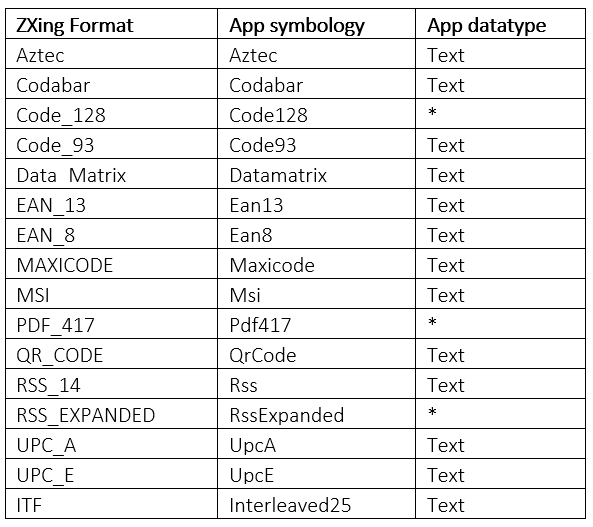 ZXing Format App symbology App datatype
Aztec Aztec Text
Codabar Codabar Text
Code_128 Code128 *
Code_93 Code93 Text
Data Matrix Datamatrix Text
EAN_13 Ean13 Text
EAN_8 Ean8 Text
MAXICODE Maxicode Text
MSI Msi Text
PDF_417 Pdf417 *
QR_CODE QrCode Text
RSS_14 Rss Text
RSS_EXPANDED RssExpanded *
UPC_A UpcA Text
UPC_E UpcE Text
ITF Interleaved25 Text